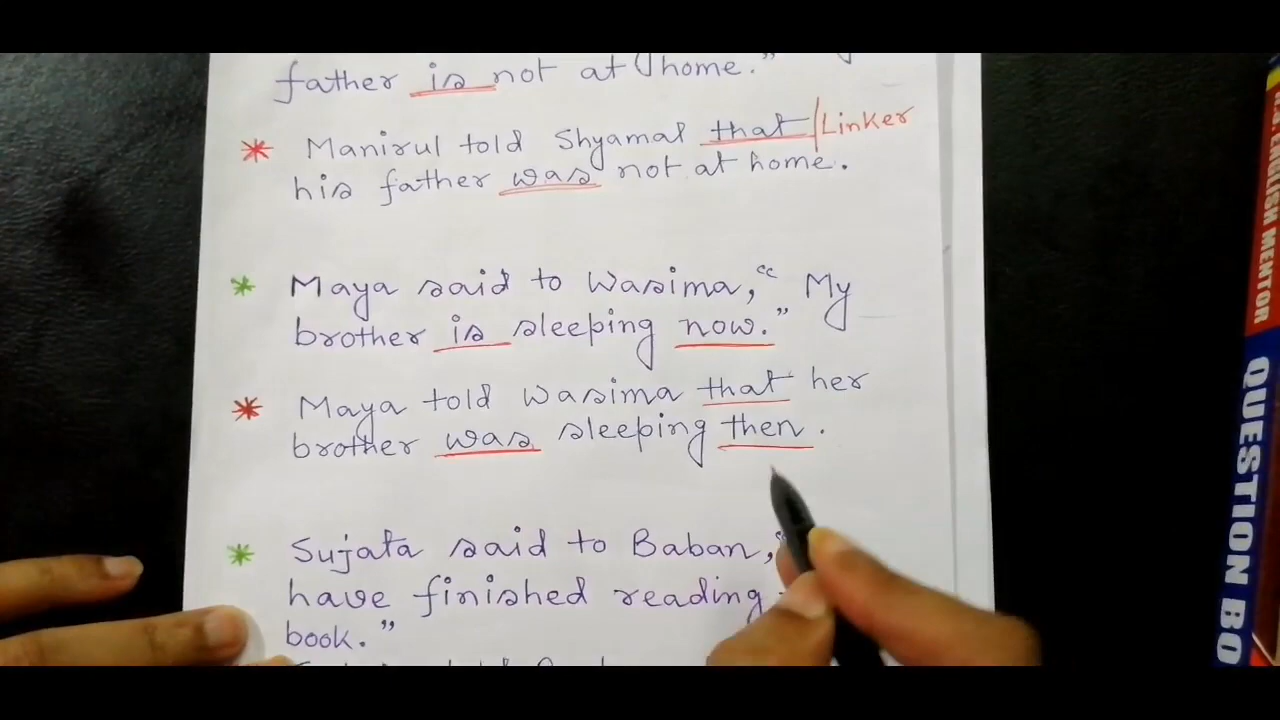 father is not at home."
* Manirul told Shyamal that/Linker
his father was not at home.
* Maya said to Wasima, "My
brother is sleeping now."
* Maya told Wasima that her
brother was sleeping then.
* Sujata said to Baban, "
have finished reading
book."
ENGLISH MENTOR
QUESTION BO